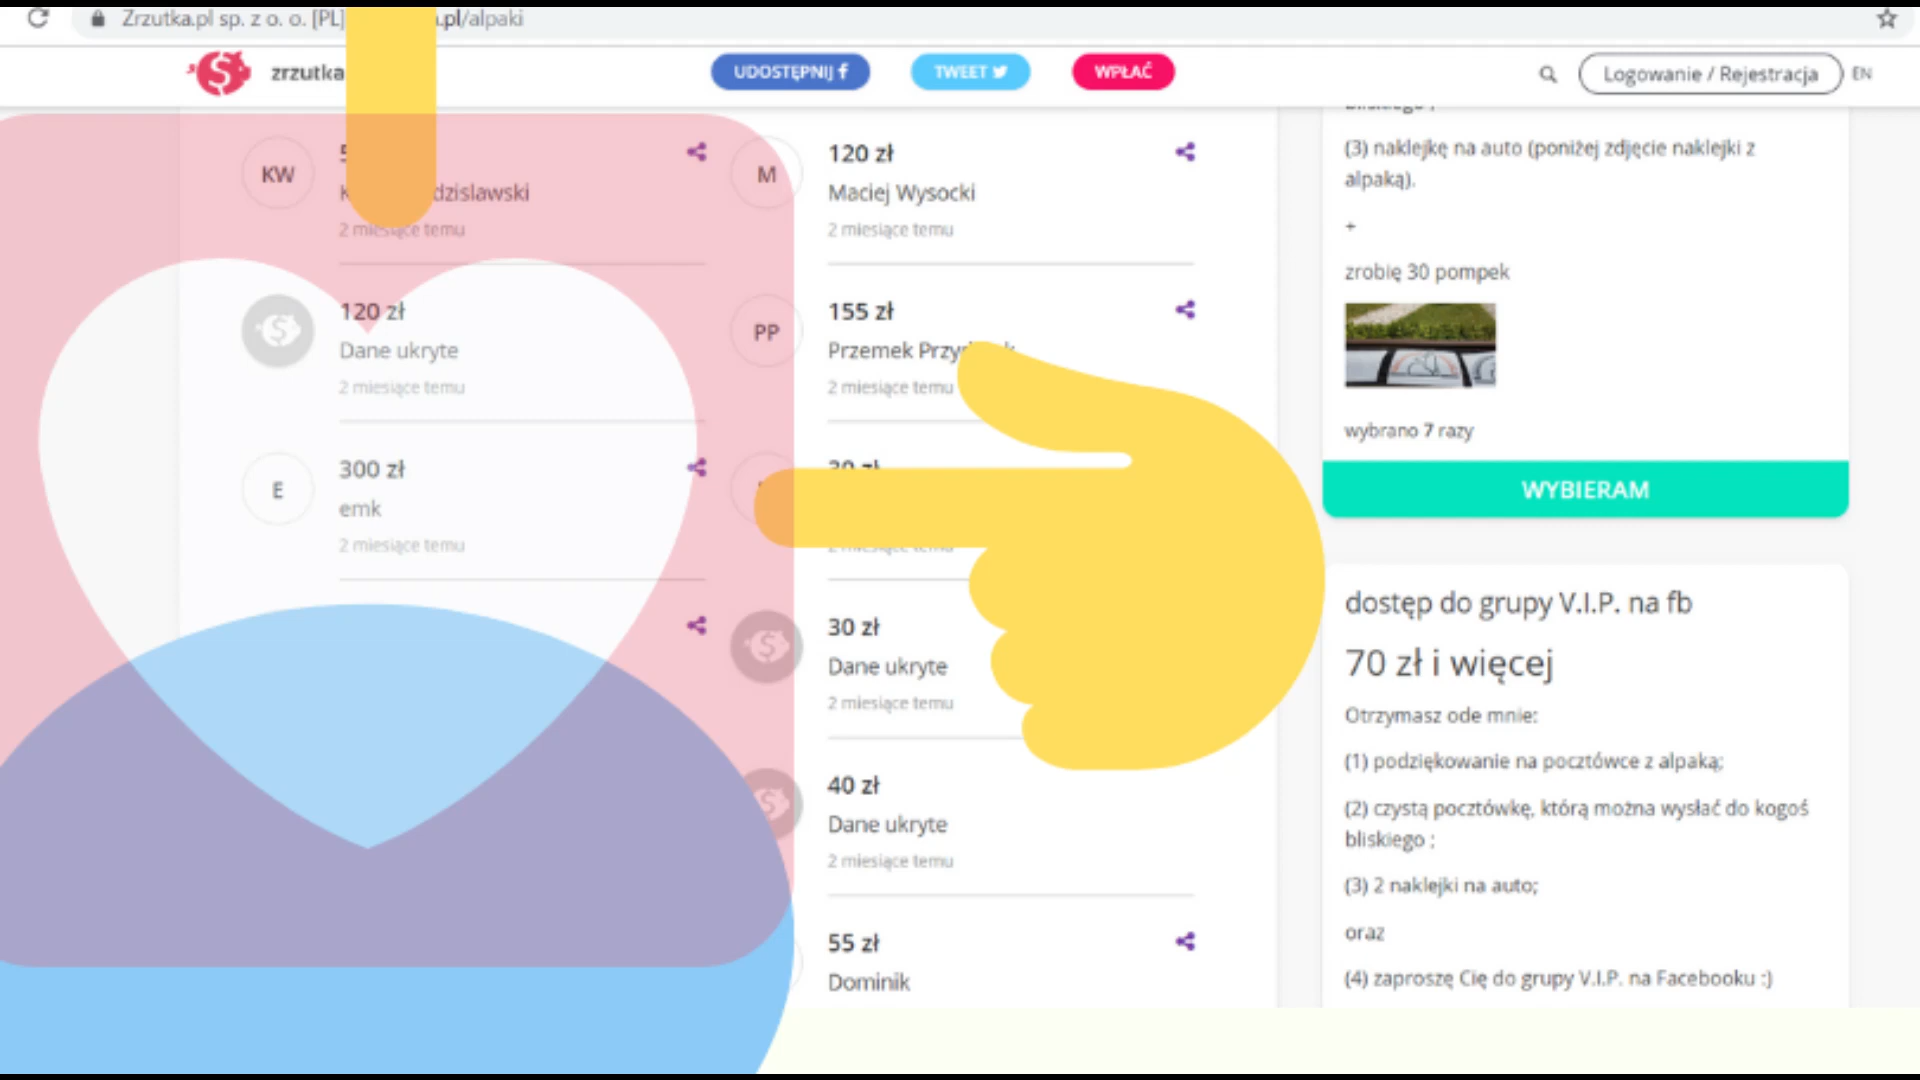 Zrzutka.pl sp. z o. o. [PL]
.pl/alpaki
zrzutka
UDOSTĘPNIJ
TWEET
WPŁAĆ
Logowanie / Rejestracja
EN
KW
2 miesiące temu
120 zł
Dane ukryte
2 miesiące temu
E
300 zł
emk
2 miesiące temu
M
120 zł
Maciej Wysocki
2 miesiące temu
PP
155 zł
Przemek
2 miesiące temu
30 zł
Dane ukryte
2 miesiące temu
40 zł
Dane ukryte
2 miesiące temu
55 zł
Dominik
(3) naklejkę na auto (poniżej zdjęcie naklejki z
alpaką).
+
zrobię 30 pompek
wybrano 7 razy
WYBIERAM
dostęp do grupy V.I.P. na fb
70 zł i więcej
Otrzymasz ode mnie:
(1) podziękowanie na pocztówce z alpaką;
(2) czystą pocztówkę, którą można wysłać do kogoś
bliskiego ;
(3) 2 naklejki na auto;
oraz
(4) zaproszę Cię do grupy V.I.P. na Facebooku :)